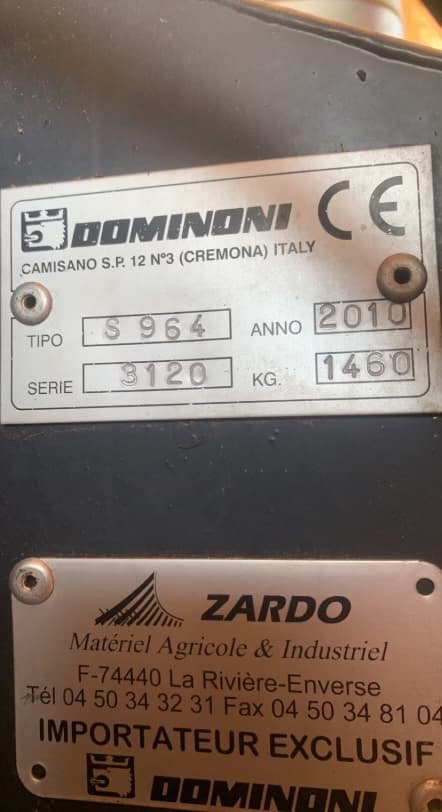 DOMINONI CE
CAMISANO S.P. 12 N°3 (CREMONA) ITALY
TIPO S 964 ANNO 2010
SERIE 3120 KG. 1460
ZARDO
Matériel Agricole & Industriel
F-74440 La Rivière-Enverse
Tél 04 50 34 32 31 Fax 04 50 34 81 04
IMPORTATEUR EXCLUSIF
DOMINONI